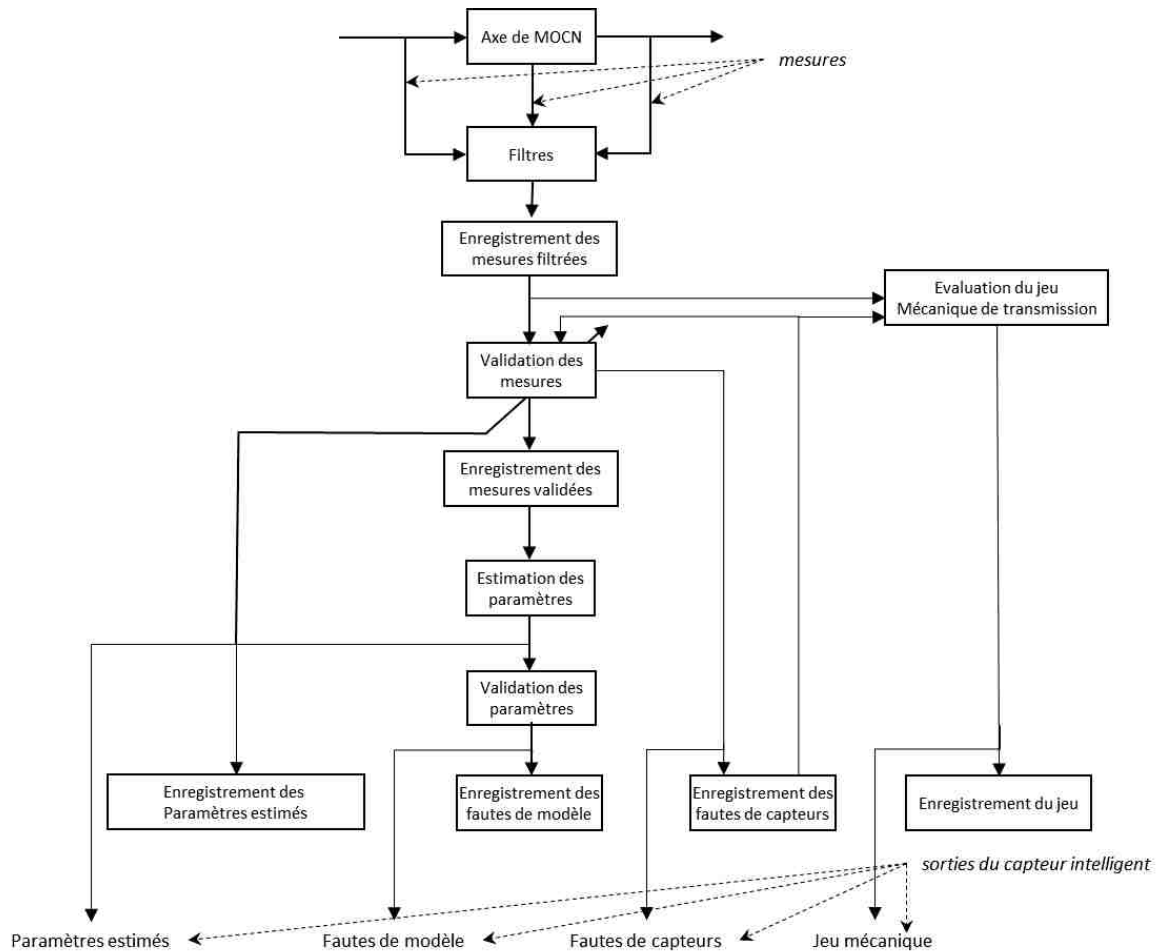 Axe de MOCN
mesures
Filtres
Enregistrement des
mesures filtrées
Evaluation du jeu
Mécanique de transmission
Validation des
mesures
Enregistrement des
mesures validées
Estimation des
paramètres
Validation des
paramètres
Enregistrement des
Paramètres estimés
Enregistrement des
fautes de modèle
Enregistrement des
fautes de capteurs
Enregistrement du jeu
sorties du capteur intelligent
Paramètres estimés
Fautes de modèle
Fautes de capteurs
Jeu mécanique